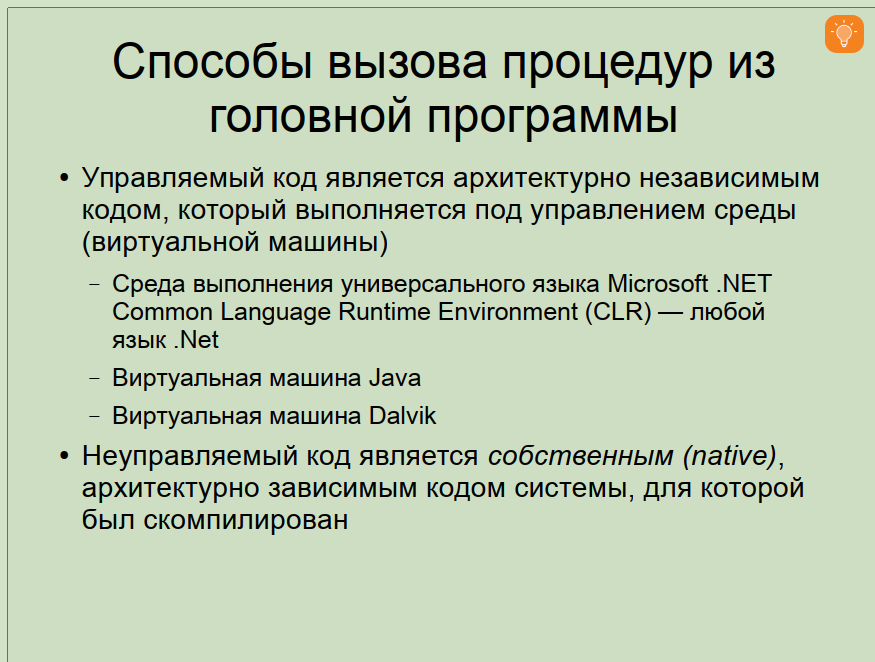 Способы вызова процедур из
головной программы
• Управляемый код является архитектурно независимым
кодом, который выполняется под управлением среды
(виртуальной машины)
– Среда выполнения универсального языка Microsoft .NET
Common Language Runtime Environment (CLR) — любой
язык .Net
– Виртуальная машина Java
– Виртуальная машина Dalvik
• Неуправляемый код является собственным (native),
архитектурно зависимым кодом системы, для которой
был скомпилирован